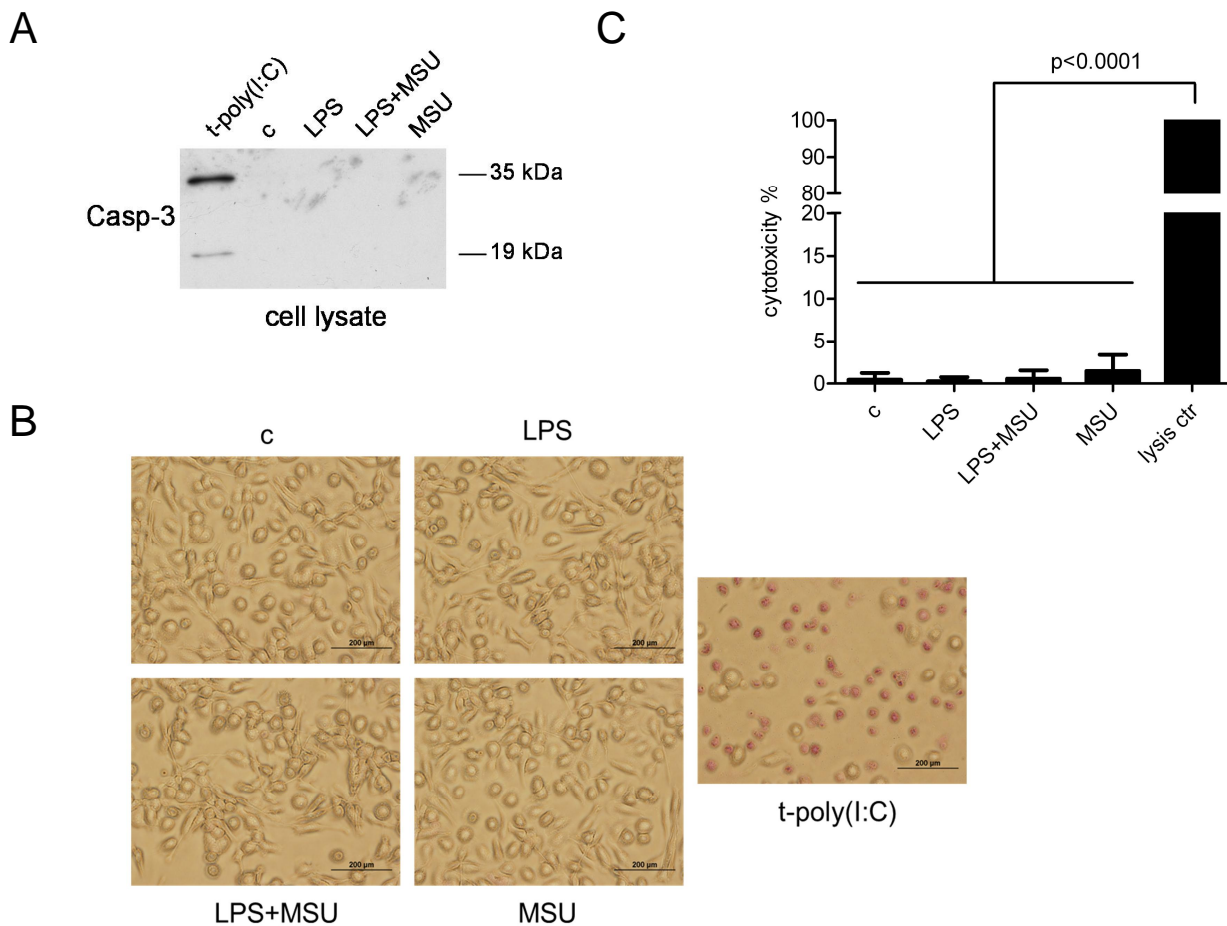 A
t-poly(I:C)
c
LPS
LPS+MSU
MSU
Casp-3
35 kDa
19 kDa
cell lysate
C
p<0.0001
cytotoxicity %
100
90
80
20
15
10
5
0
c
LPS
LPS+MSU
MSU
lysis ctr
B
c
LPS
200 µm
200 µm
200 µm
200 µm
200 µm
LPS+MSU
MSU
t-poly(I:C)